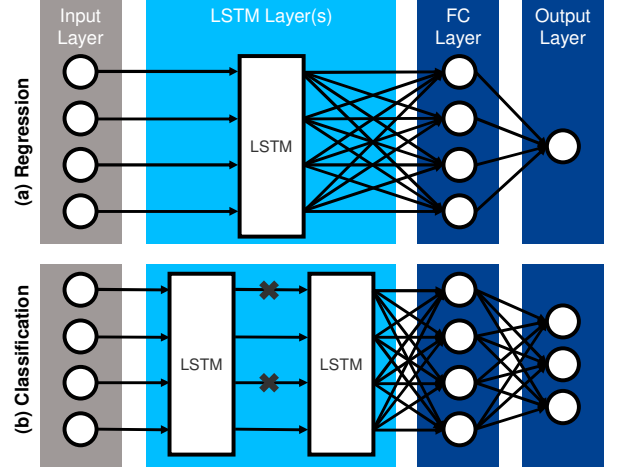 Input
Layer
LSTM Layer(s)
FC
Layer
Output
Layer
(a) Regression
LSTM
(b) Classification
LSTM
LSTM